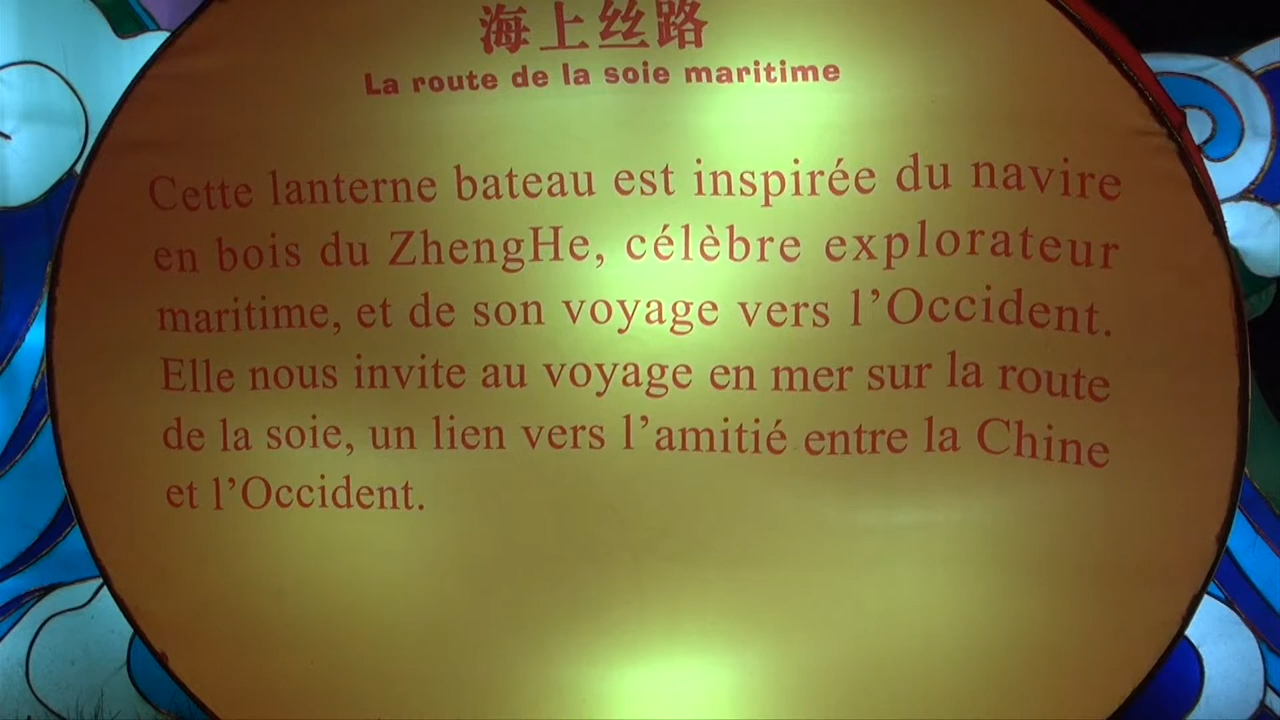 海上丝路
La route de la soie maritime
Cette lanterne bateau est inspirée du navire
en bois du ZhengHe, célèbre explorateur
maritime, et de son voyage vers l’Occident.
Elle nous invite au voyage en mer sur la route
de la soie, un lien vers l’amitié entre la Chine
et l’Occident.